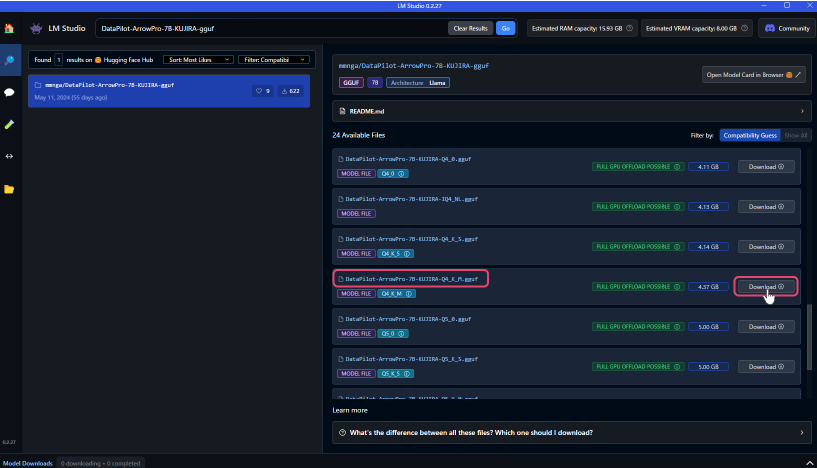 LM Studio 0.2.27
LM Studio
DataPilot-ArrowPro-7B-KUJIRA-gguf
Clear Results
Go
Estimated RAM capacity: 15.93 GB
Estimated VRAM capacity: 8.00 GB
Community
Found 1 results on Hugging Face Hub
Sort: Most Likes
Filter: Compatibl
mmnga/DataPilot-ArrowPro-7B-KUJIRA-gguf
May 11, 2024 (55 days ago)
9
622
mmnga/DataPilot-ArrowPro-7B-KUJIRA-gguf
GGUF
7B
Architecture Llama
Open Model Card in Browser
README.md
24 Available Files
Filter by:
Compatibility Guess
Show All
DataPilot-ArrowPro-7B-KUJIRA-Q4_0.gguf
MODEL FILE
Q4_0
FULL GPU OFFLOAD POSSIBLE
4.11 GB
Download
DataPilot-ArrowPro-7B-KUJIRA-IQ4_NL.gguf
MODEL FILE
FULL GPU OFFLOAD POSSIBLE
4.13 GB
Download
DataPilot-ArrowPro-7B-KUJIRA-Q4_K_S.gguf
MODEL FILE
Q4_K_S
FULL GPU OFFLOAD POSSIBLE
4.14 GB
Download
DataPilot-ArrowPro-7B-KUJIRA-Q4_K_M.gguf
MODEL FILE
Q4_K_M
FULL GPU OFFLOAD POSSIBLE
4.37 GB
Download
DataPilot-ArrowPro-7B-KUJIRA-Q5_0.gguf
MODEL FILE
Q5_0
FULL GPU OFFLOAD POSSIBLE
5.00 GB
Download
DataPilot-ArrowPro-7B-KUJIRA-Q5_K_S.gguf
MODEL FILE
Q5_K_S
FULL GPU OFFLOAD POSSIBLE
5.00 GB
Download
Learn more
What's the difference between all these files? Which one should I download?
0.2.27
Model Downloads
0 downloading • 0 completed